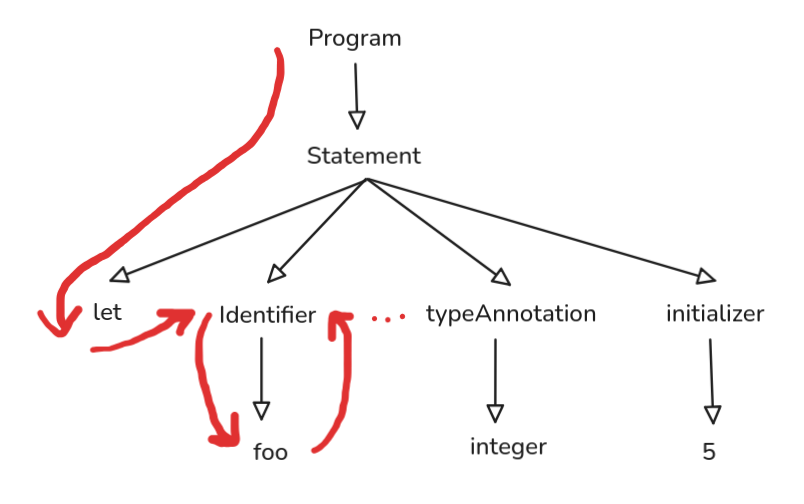 Program
Statement
let
Identifier
...
typeAnnotation
initializer
foo
integer
5